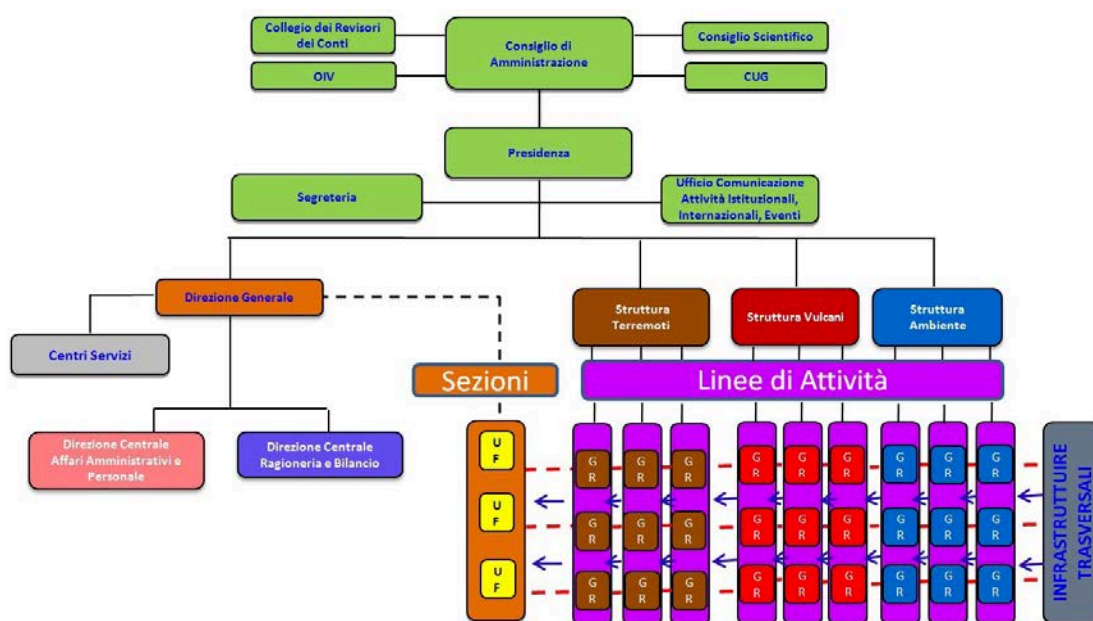 Collegio dei Revisori
dei Conti
Consiglio di
Amministrazione
Consiglio Scientifico
OIV
CUG
Presidenza
Segreteria
Ufficio Comunicazione
Attività Istituzionali,
Internazionali, Eventi
Direzione Generale
Struttura
Terremoti
Struttura Vulcani
Struttura
Ambiente
Centri Servizi
Sezioni
Linee di Attività
Direzione Centrale
Affari Amministrativi e
Personale
Direzione Centrale
Ragioneria e Bilancio
U
F
G
R
G
R
G
R
G
R
G
R
G
R
G
R
G
R
G
R
U
F
G
R
G
R
G
R
G
R
G
R
G
R
G
R
G
R
G
R
U
F
G
R
G
R
G
R
G
R
G
R
G
R
G
R
G
R
G
R
INFRASTRUTTUIRE
TRASVERSALI